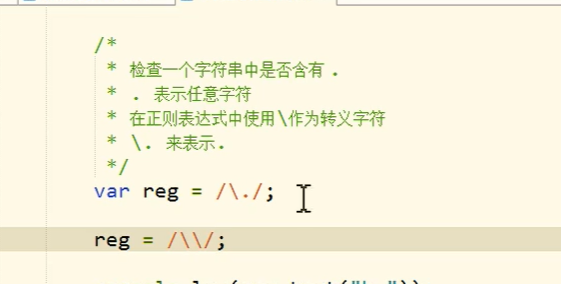 /*
* 检查一个字符串中是否含有 .
* . 表示任意字符
* 在正则表达式中使用\作为转义字符
* \. 来表示.
*/
var reg = /\./;
reg = /\\/;